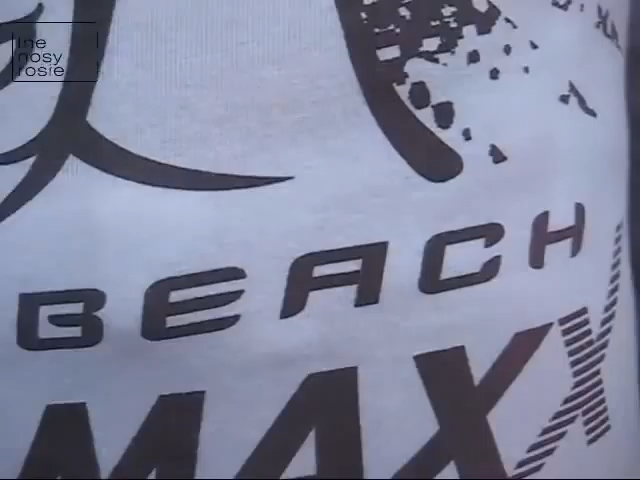 the
nosy
rosie
BEACH
MAXX